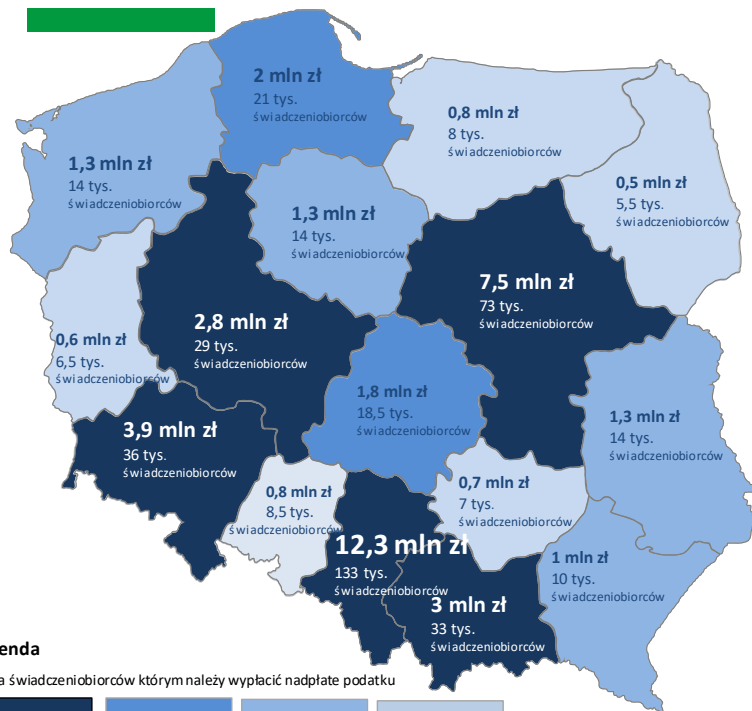 2 mln zł
21 tys.
świadczeniobiorców
0,8 mln zł
8 tys.
świadczeniobiorców
1,3 mln zł
14 tys.
świadczeniobiorców
0,5 mln zł
5,5 tys.
świadczeniobiorców
1,3 mln zł
14 tys.
świadczeniobiorców
7,5 mln zł
73 tys.
świadczeniobiorców
2,8 mln zł
29 tys.
świadczeniobiorców
0,6 mln zł
6,5 tys.
świadczeniobiorców
1,8 mln zł
18,5 tys.
świadczeniobiorców
3,9 mln zł
36 tys.
świadczeniobiorców
1,3 mln zł
14 tys.
świadczeniobiorców
0,8 mln zł
8,5 tys.
świadczeniobiorców
0,7 mln zł
7 tys.
świadczeniobiorców
12,3 mln zł
133 tys.
świadczeniobiorców
1 mln zł
10 tys.
świadczeniobiorców
3 mln zł
33 tys.
świadczeniobiorców
enda
a świadczeniobiorców którym należy wypłacić nadpłate podatku